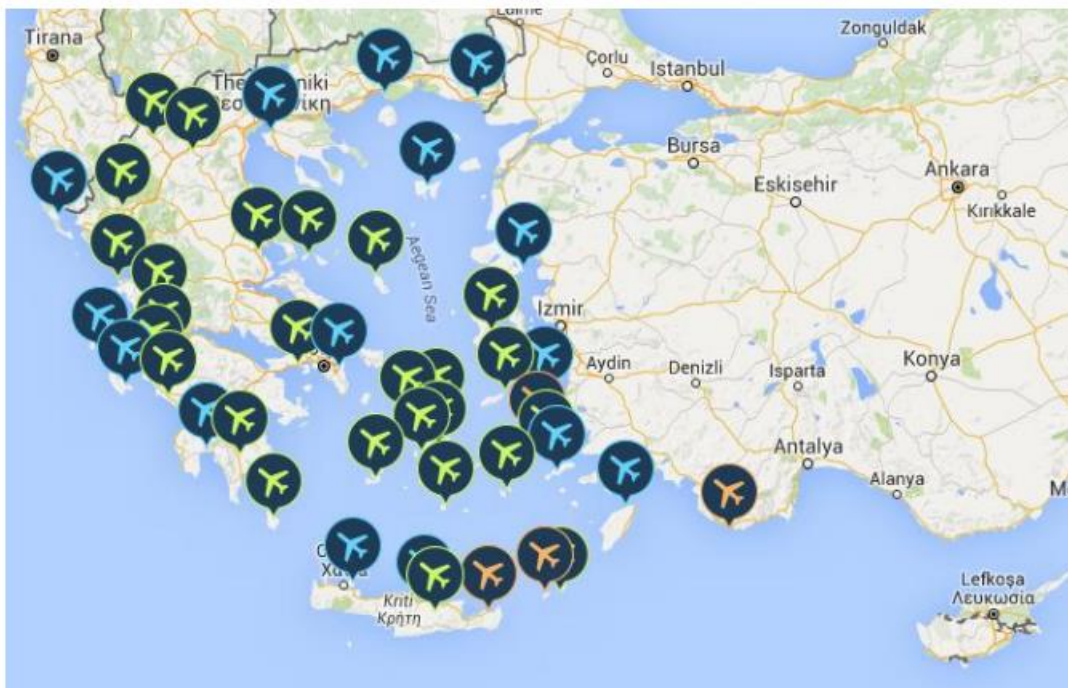 Edirne
Tirana
Zonguldak
Çorlu
Istanbul
Bursa
Ankara
Eskisehir
Kırıkkale
Aegean Sea
Izmir
Aydin
Denizli
Isparta
Konya
Antalya
Alanya
Kriti
Κρήτη
Lefkoşa
Λευκωσία